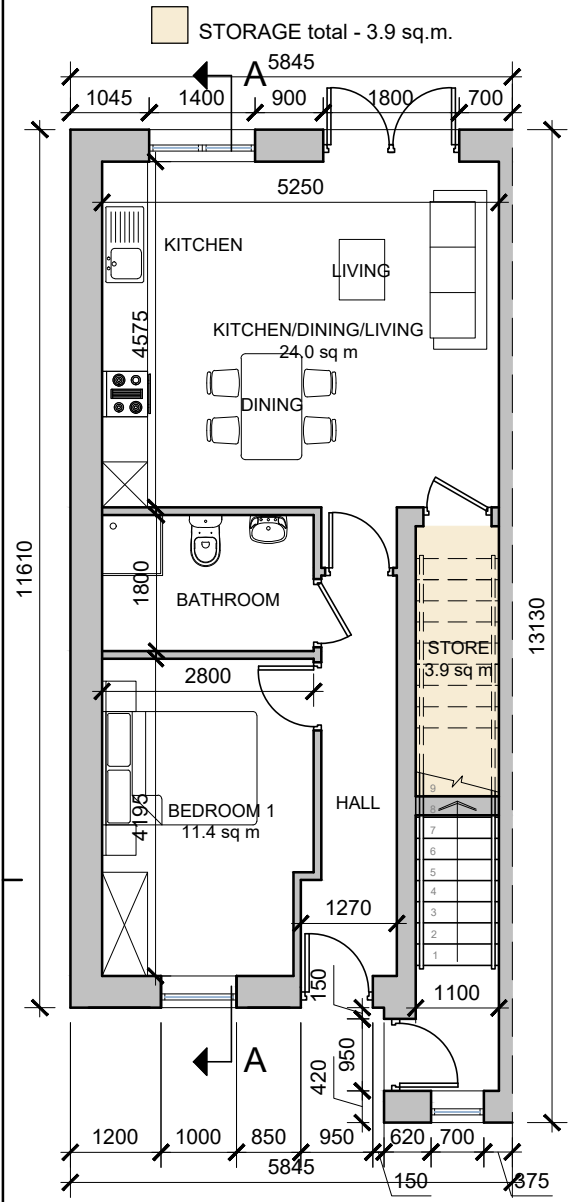 STORAGE total - 3.9 sq.m.
5845
A
1045 1400 900 1800 700
5250
KITCHEN
LIVING
4575
KITCHEN/DINING/LIVING
24.0 sq m
DINING
11610
13130
1800
BATHROOM
STORE
3.9 sq m
2800
9
8
7
6
5
4
3
2
1
HALL
BEDROOM 1
11.4 sq m
4195
1270
150
1100
950
420
A
1200 1000 850 950 620 700
5845
150
375